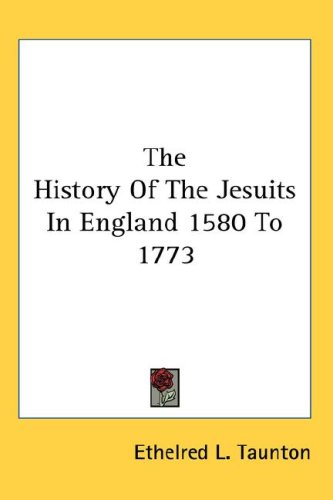 The
History Of The Jesuits
In England 1580 To
1773
Ethelred L. Taunton